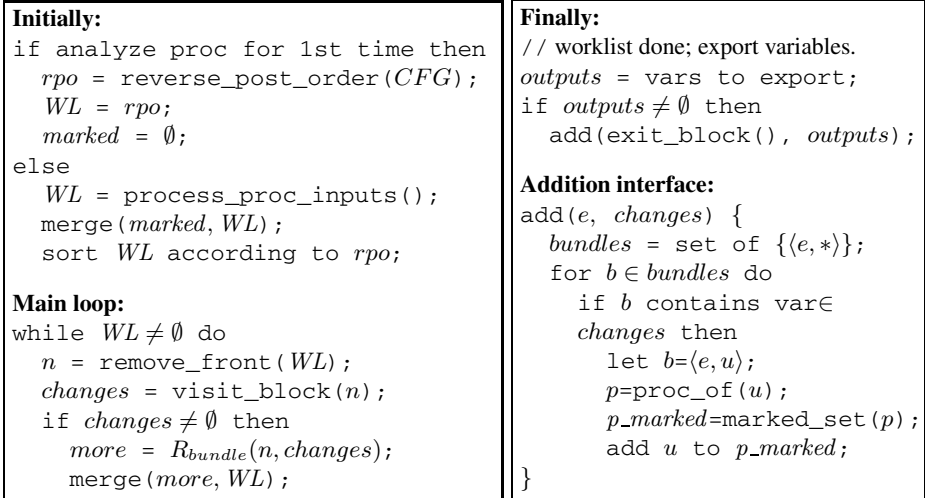 Initially:
if analyze proc for 1st time then
rpo = reverse_post_order(CFG);
WL = rpo;
marked = ∅;
else
WL = process_proc_inputs();
merge(marked, WL);
sort WL according to rpo;
Main loop:
while WL ≠ ∅ do
n = remove_front(WL);
changes = visit_block(n);
if changes ≠ ∅ then
more = R_bundle(n, changes);
merge(more, WL);
Finally:
// worklist done; export variables.
outputs = vars to export;
if outputs ≠ ∅ then
add(exit_block(), outputs);
Addition interface:
add(e, changes) {
bundles = set of {⟨e, *⟩};
for b ∈ bundles do
if b contains var∈
changes then
let b=⟨e, u⟩;
p=proc_of(u);
p_marked=marked_set(p);
add u to p_marked;
}